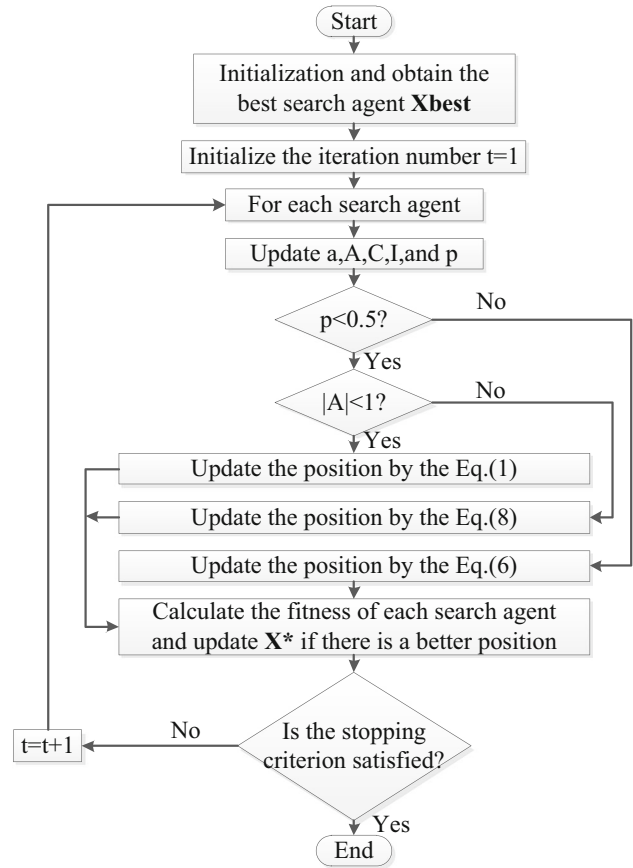 Start
Initialization and obtain the
best search agent Xbest
Initialize the iteration number t=1
For each search agent
Update a,A,C,I,and p
p<0.5?
No
Yes
|A|<1?
No
Yes
Update the position by the Eq.(1)
Update the position by the Eq.(8)
Update the position by the Eq.(6)
Calculate the fitness of each search agent
and update X* if there is a better position
Is the stopping
criterion satisfied?
No
t=t+1
Yes
End